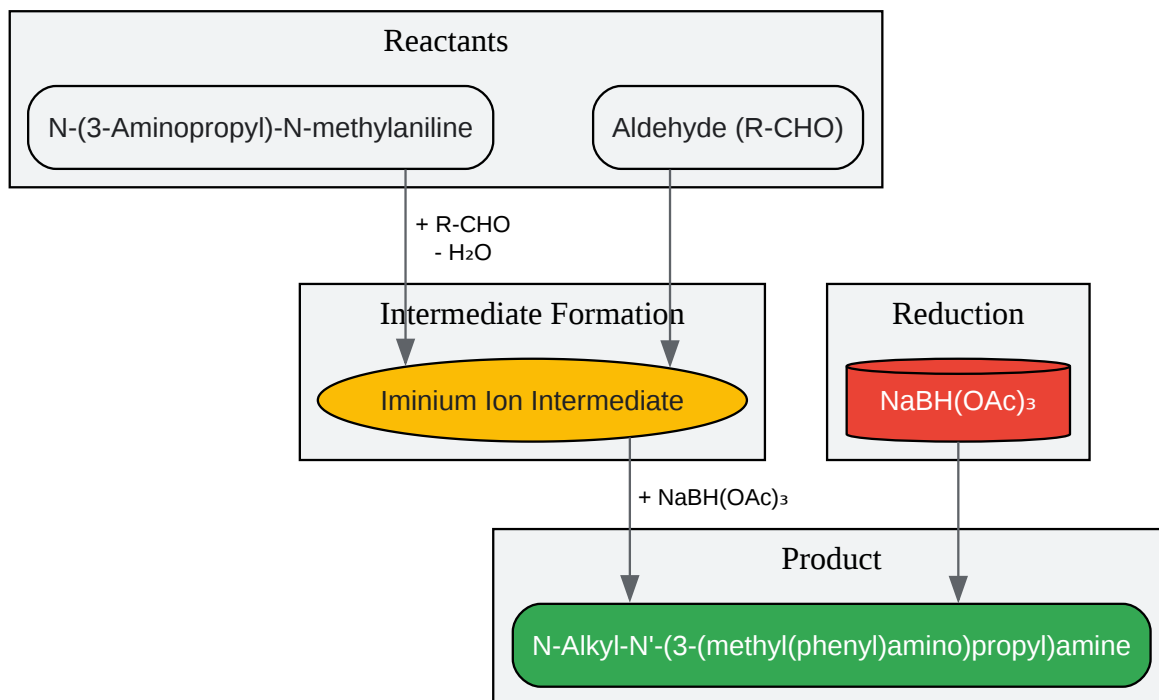 Reactants
N-(3-Aminopropyl)-N-methylaniline
Aldehyde (R-CHO)
+ R-CHO
- H₂O
Intermediate Formation
Reduction
Iminium Ion Intermediate
NaBH(OAc)₃
+ NaBH(OAc)₃
Product
N-Alkyl-N'-(3-(methyl(phenyl)amino)propyl)amine